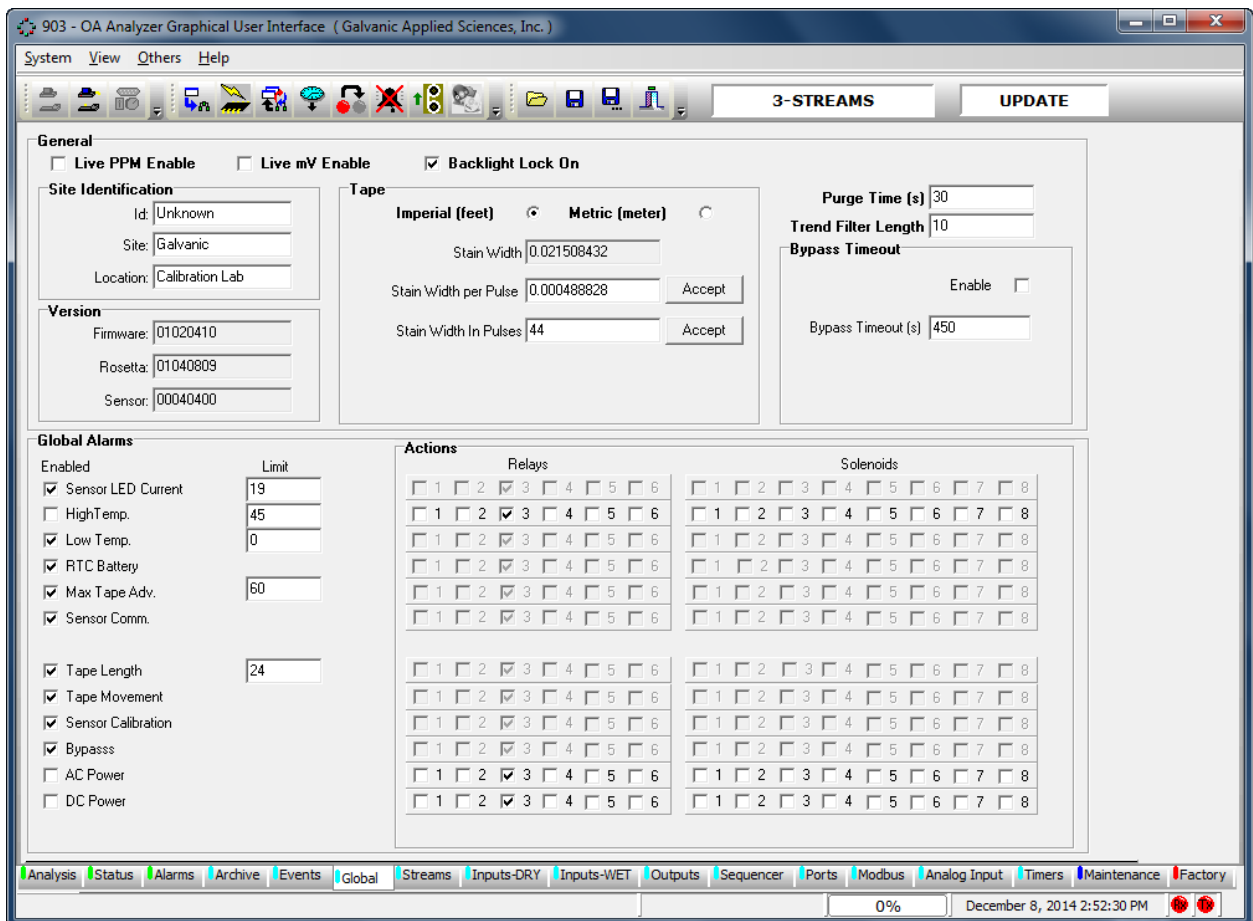 903 - OA Analyzer Graphical User Interface ( Galvanic Applied Sciences, Inc. )
System View Others Help
3-STREAMS UPDATE
General
Live PPM Enable Live mV Enable Backlight Lock On
Site Identification
Id: Unknown
Site: Galvanic
Location: Calibration Lab
Version
Firmware: 01020410
Rosetta: 01040809
Sensor: 00040400
Tape
Imperial (feet) Metric (meter)
Stain Width 0.021508432
Stain Width per Pulse 0.000488828 Accept
Stain Width In Pulses 44 Accept
Purge Time (s) 30
Trend Filter Length 10
Bypass Timeout
Enable
Bypass Timeout (s) 450
Global Alarms
Actions
Enabled Limit Relays Solenoids
Sensor LED Current 19 1 2 3 4 5 6 1 2 3 4 5 6 7 8
HighTemp. 45 1 2 3 4 5 6 1 2 3 4 5 6 7 8
Low Temp. 0 1 2 3 4 5 6 1 2 3 4 5 6 7 8
RTC Battery 1 2 3 4 5 6 1 2 3 4 5 6 7 8
Max Tape Adv. 60 1 2 3 4 5 6 1 2 3 4 5 6 7 8
Sensor Comm. 1 2 3 4 5 6 1 2 3 4 5 6 7 8
Tape Length 24 1 2 3 4 5 6 1 2 3 4 5 6 7 8
Tape Movement 1 2 3 4 5 6 1 2 3 4 5 6 7 8
Sensor Calibration 1 2 3 4 5 6 1 2 3 4 5 6 7 8
Bypasss 1 2 3 4 5 6 1 2 3 4 5 6 7 8
AC Power 1 2 3 4 5 6 1 2 3 4 5 6 7 8
DC Power 1 2 3 4 5 6 1 2 3 4 5 6 7 8
Analysis Status Alarms Archive Events Global Streams Inputs-DRY Inputs-WET Outputs Sequencer Ports Modbus Analog Input Timers Maintenance Factory
0% December 8, 2014 2:52:30 PM Rx Tx